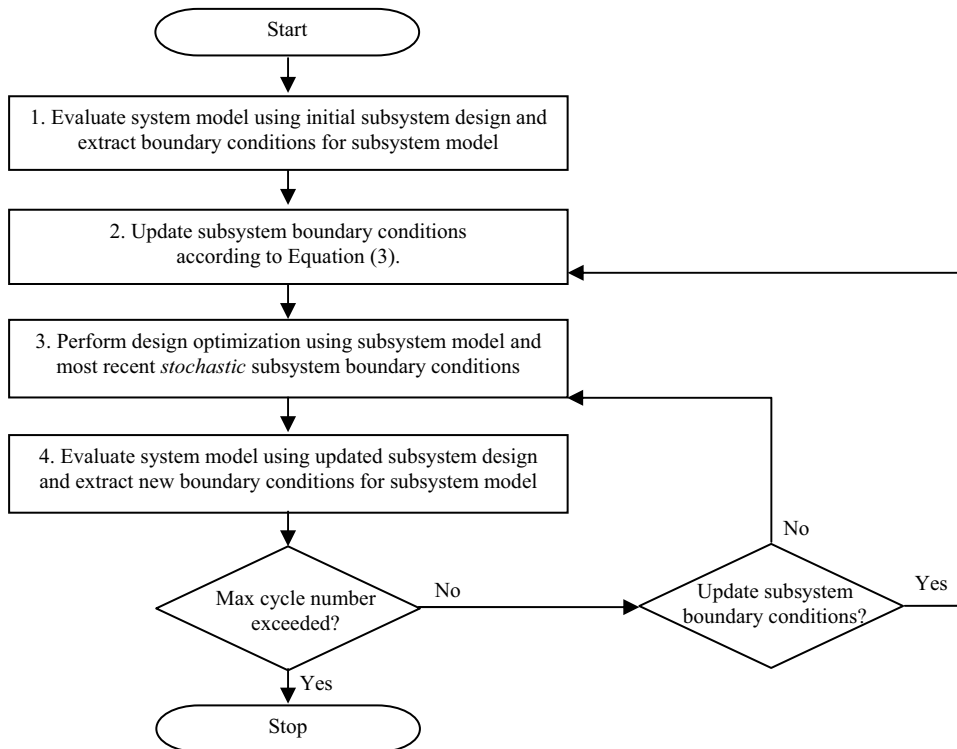 Start
1. Evaluate system model using initial subsystem design and
extract boundary conditions for subsystem model
2. Update subsystem boundary conditions
according to Equation (3).
3. Perform design optimization using subsystem model and
most recent stochastic subsystem boundary conditions
4. Evaluate system model using updated subsystem design
and extract new boundary conditions for subsystem model
Max cycle number
exceeded?
No
Yes
Update subsystem
boundary conditions?
No
Yes
Stop